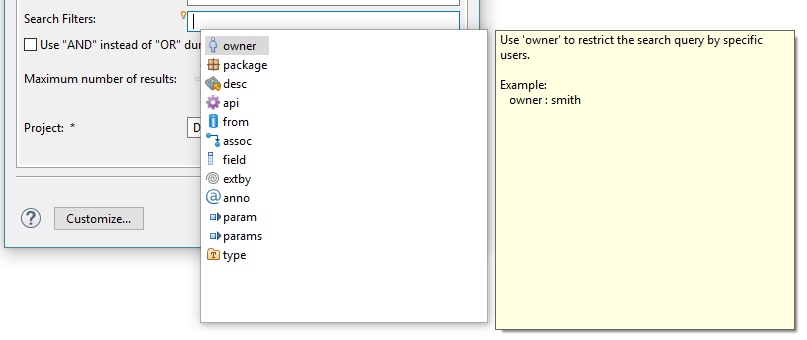 Search Filters:
Use "AND" instead of "OR" du
Maximum number of results:
Project: *
D
Customize...
owner
package
desc
api
from
assoc
field
extby
anno
param
params
type
Use 'owner' to restrict the search query by specific
users.
Example:
owner : smith